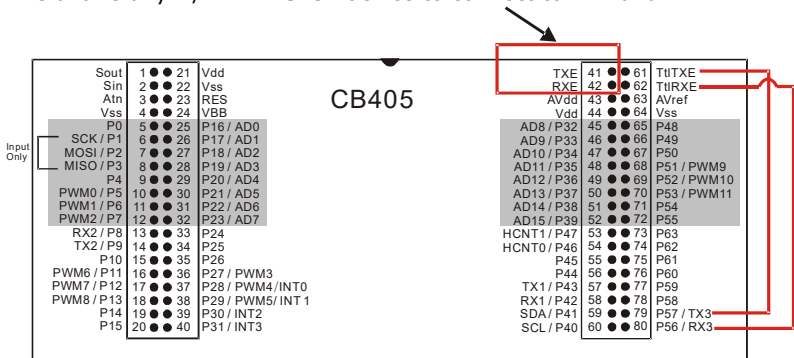 CB405
Input
Only
Sout 1 21 Vdd
Sin 2 22 Vss
Atn 3 23 RES
Vss 4 24 VBB
P0 5 25 P16 / AD0
SCK / P1 6 26 P17 / AD1
MOSI / P2 7 27 P18 / AD2
MISO / P3 8 28 P19 / AD3
P4 9 29 P20 / AD4
PWM0 / P5 10 30 P21 / AD5
PWM1 / P6 11 31 P22 / AD6
PWM2 / P7 12 32 P23 / AD7
RX2 / P8 13 33 P24
TX2 / P9 14 34 P25
P10 15 35 P26
PWM6 / P11 16 36 P27 / PWM3
PWM7 / P12 17 37 P28 / PWM4 / INT0
PWM8 / P13 18 38 P29 / PWM5 / INT1
P14 19 39 P30 / INT2
P15 20 40 P31 / INT3
TXE 41 61 TtlTXE
RXE 42 62 TtlRXE
AVdd 43 63 AVref
Vdd 44 64 Vss
AD8 / P32 45 65 P48
AD9 / P33 46 66 P49
AD10 / P34 47 67 P50
AD11 / P35 48 68 P51 / PWM9
AD12 / P36 49 69 P52 / PWM10
AD13 / P37 50 70 P53 / PWM11
AD14 / P38 51 71 P54
AD15 / P39 52 72 P55
HCNT1 / P47 53 73 P63
HCNT0 / P46 54 74 P62
P45 55 75 P61
P44 56 76 P60
TX1 / P43 57 77 P59
RX1 / P42 58 78 P58
SDA / P41 59 79 P57 / TX3
SCL / P40 60 80 P56 / RX3